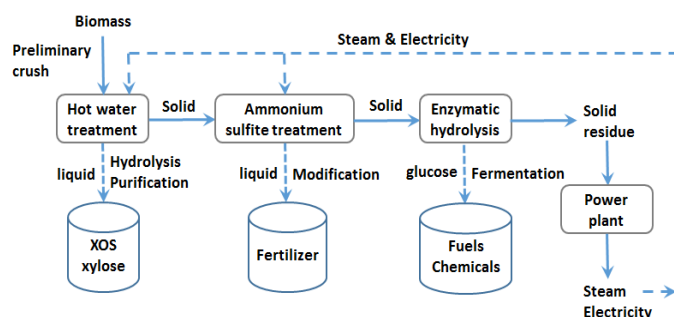 Biomass
Preliminary
crush
Steam & Electricity
Hot water
treatment
Solid
Ammonium
sulfite treatment
Solid
Enzymatic
hydrolysis
Solid
residue
liquid
Hydrolysis
Purification
liquid
Modification
glucose
Fermentation
Power
plant
XOS
xylose
Fertilizer
Fuels
Chemicals
Steam
Electricity